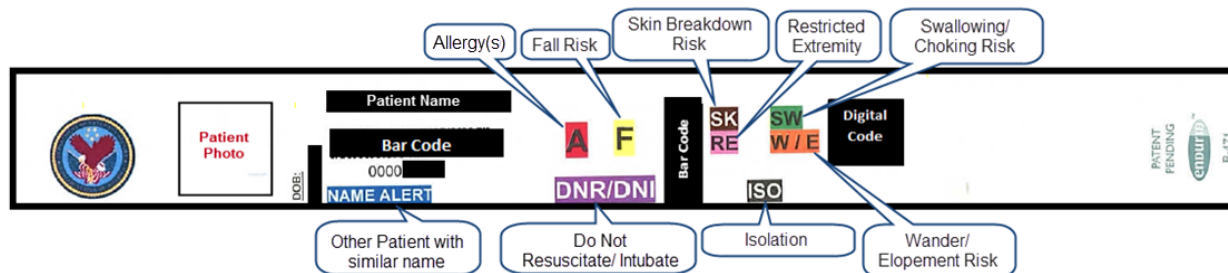 Skin Breakdown
Risk
Restricted
Extremity
Swallowing/
Choking Risk
Allergy(s)
Fall Risk
Patient Name
Patient
Photo
Bar Code
0000
DOB:
NAME ALERT
A
F
DNR/DNI
Bar Code
SK
RE
SW
W / E
ISO
Digital
Code
PATENT
PENDING
endur
Other Patient with
similar name
Do Not
Resuscitate/ Intubate
Isolation
Wander/
Elopement Risk